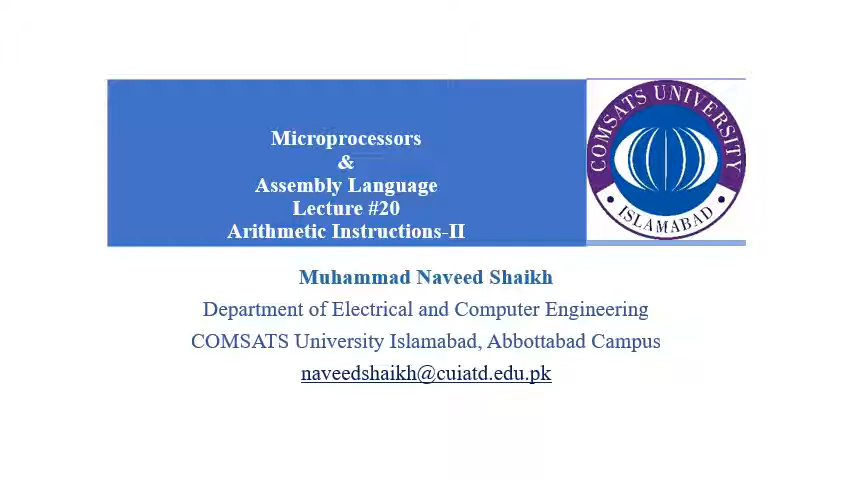 Microprocessors
&
Assembly Language
Lecture #20
Arithmetic Instructions-II
COMSATS UNIVERSITY
ISLAMABAD
Muhammad Naveed Shaikh
Department of Electrical and Computer Engineering
COMSATS University Islamabad, Abbottabad Campus
naveedshaikh@cuiatd.edu.pk